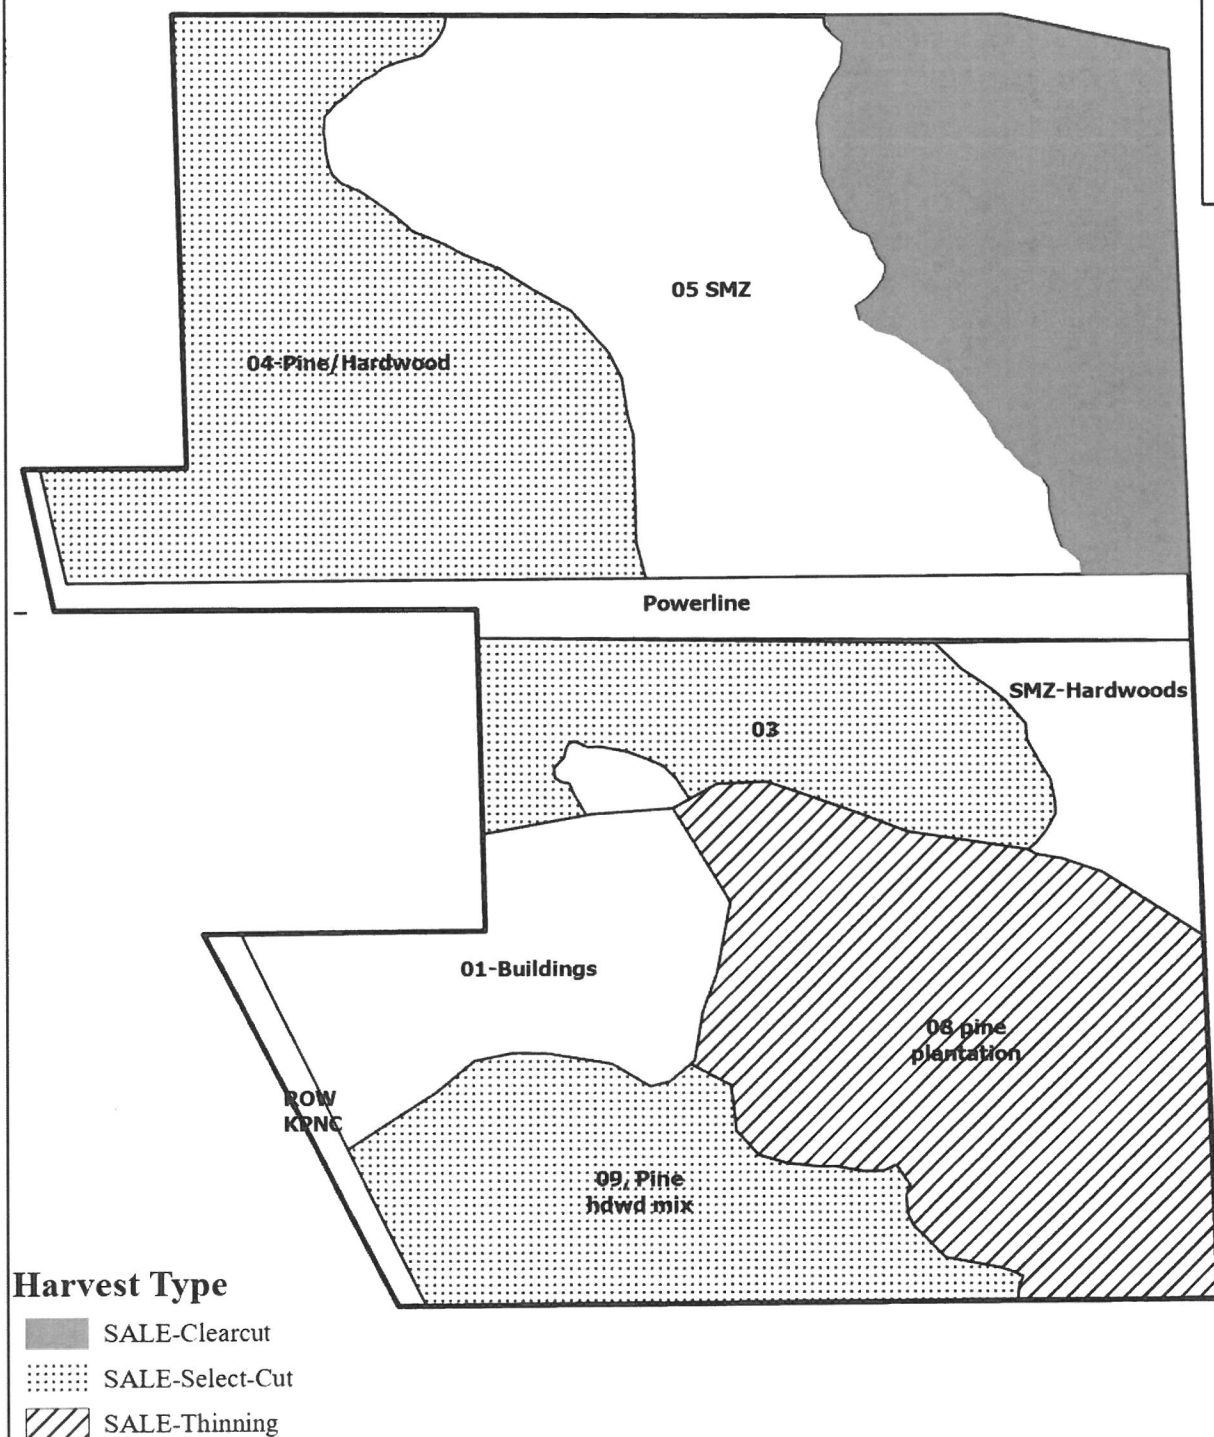 05 SMZ
04-Pine/Hardwood
Powerline
SMZ-Hardwoods
03
01-Buildings
08 pine
plantation
ROW
KPNC
09, Pine
hdwd mix
Harvest Type
SALE-Clearcut
SALE-Select-Cut
SALE-Thinning